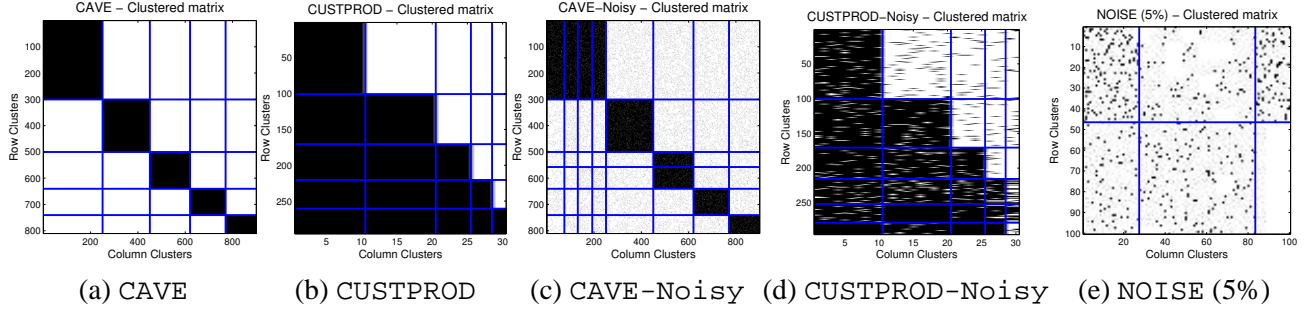 CAVE – Clustered matrix
100
200
300
400
500
600
700
800
Row Clusters
200 400 600 800
Column Clusters
(a) CAVE
CUSTPROD – Clustered matrix
50
100
150
200
250
Row Clusters
5 10 15 20 25 30
Column Clusters
(b) CUSTPROD
CAVE–Noisy – Clustered matrix
100
200
300
400
500
600
700
800
Row Clusters
200 400 600 800
Column Clusters
(c) CAVE-Noisy
CUSTPROD–Noisy – Clustered matrix
50
100
150
200
250
Row Clusters
5 10 15 20 25 30
Column Clusters
(d) CUSTPROD-Noisy
NOISE (5%) – Clustered matrix
10
20
30
40
50
60
70
80
90
100
Row Clusters
20 40 60 80 100
Column Clusters
(e) NOISE (5%)